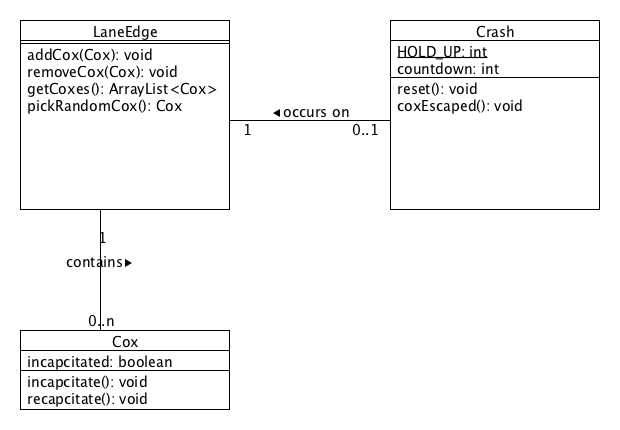 LaneEdge
addCox(Cox): void
removeCox(Cox): void
getCoxes(): ArrayList<Cox>
pickRandomCox(): Cox
Crash
HOLD_UP: int
countdown: int
reset(): void
coxEscaped(): void
◄occurs on
1
0..1
1
contains►
0..n
Cox
incapcitated: boolean
incapcitate(): void
recapcitate(): void